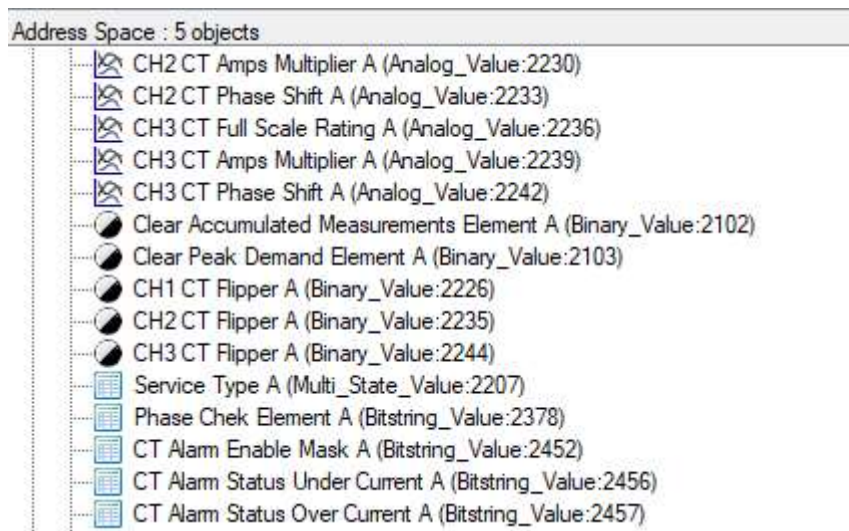 Address Space : 5 objects
CH2 CT Amps Multiplier A (Analog_Value:2230)
CH2 CT Phase Shift A (Analog_Value:2233)
CH3 CT Full Scale Rating A (Analog_Value:2236)
CH3 CT Amps Multiplier A (Analog_Value:2239)
CH3 CT Phase Shift A (Analog_Value:2242)
Clear Accumulated Measurements Element A (Binary_Value:2102)
Clear Peak Demand Element A (Binary_Value:2103)
CH1 CT Flipper A (Binary_Value:2226)
CH2 CT Flipper A (Binary_Value:2235)
CH3 CT Flipper A (Binary_Value:2244)
Service Type A (Multi_State_Value:2207)
Phase Chek Element A (Bitstring_Value:2378)
CT Alarm Enable Mask A (Bitstring_Value:2452)
CT Alarm Status Under Current A (Bitstring_Value:2456)
CT Alarm Status Over Current A (Bitstring_Value:2457)